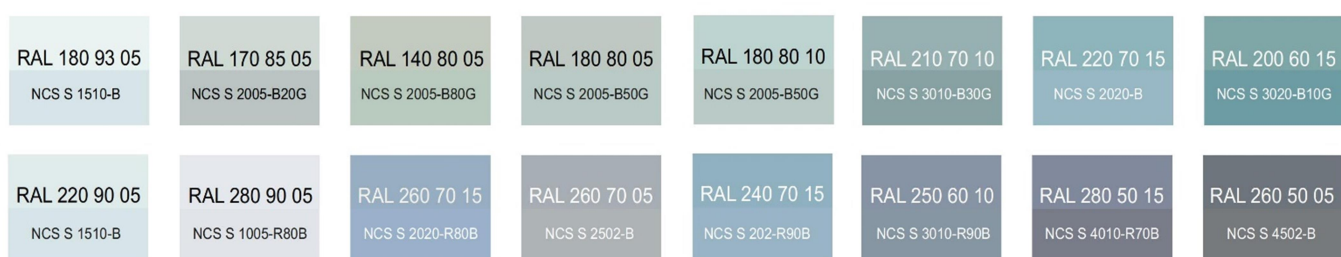 RAL 180 93 05
NCS S 1510-B
RAL 170 85 05
NCS S 2005-B20G
RAL 140 80 05
NCS S 2005-B80G
RAL 180 80 05
NCS S 2005-B50G
RAL 180 80 10
NCS S 2005-B50G
RAL 210 70 10
NCS S 3010-B30G
RAL 220 70 15
NCS S 2020-B
RAL 200 60 15
NCS S 3020-B10G
RAL 220 90 05
NCS S 1510-B
RAL 280 90 05
NCS S 1005-R80B
RAL 260 70 15
NCS S 2020-R80B
RAL 260 70 05
NCS S 2502-B
RAL 240 70 15
NCS S 202-R90B
RAL 250 60 10
NCS S 3010-R90B
RAL 280 50 15
NCS S 4010-R70B
RAL 260 50 05
NCS S 4502-B